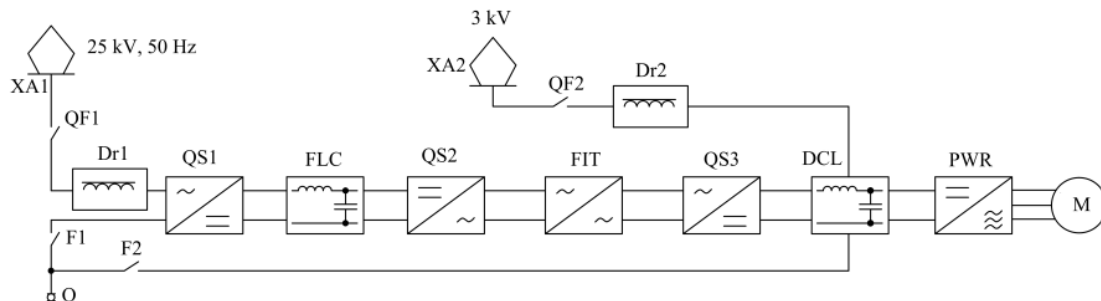 3 kV
25 kV, 50 Hz
XA1
XA2
Dr2
QF2
QF1
Dr1
QS1
FLC
QS2
FIT
QS3
DCL
PWR
M
F1
F2
O